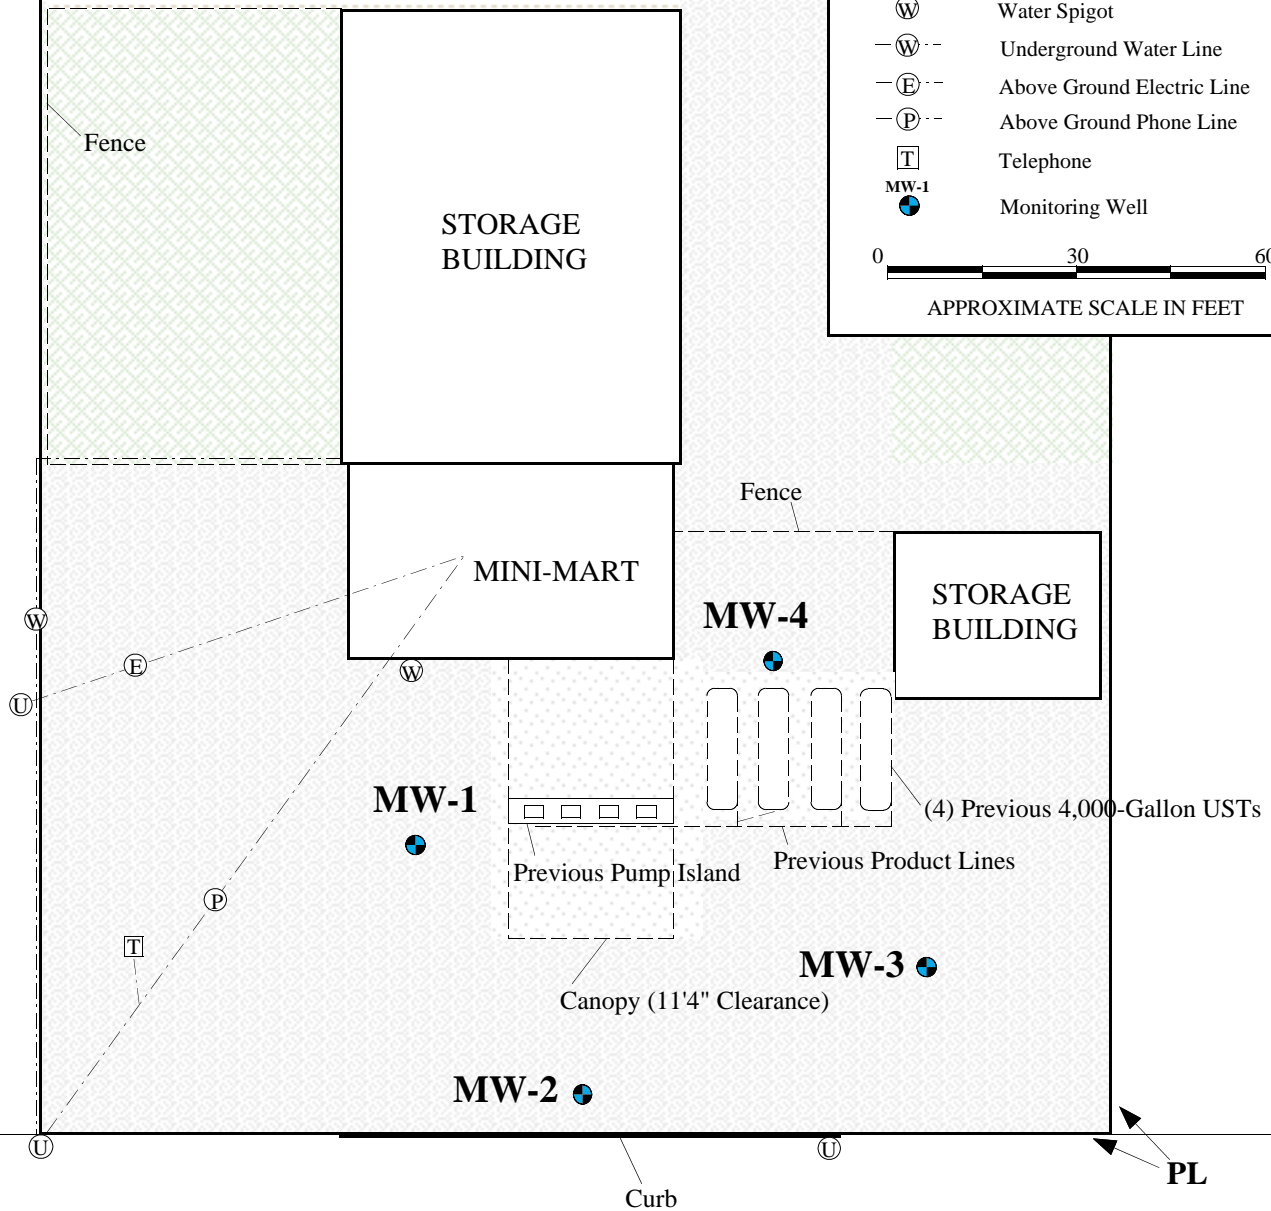 W Water Spigot
W Underground Water Line
E Above Ground Electric Line
P Above Ground Phone Line
T Telephone
MW-1
Monitoring Well
0 30
APPROXIMATE SCALE IN FEET
Fence
STORAGE
BUILDING
Fence
MINI-MART
STORAGE
BUILDING
MW-4
W
E
W
U
MW-1
(4) Previous 4,000-Gallon USTs
Previous Pump Island
Previous Product Lines
P
T
MW-3
Canopy (11'4" Clearance)
MW-2
U
U
PL
Curb